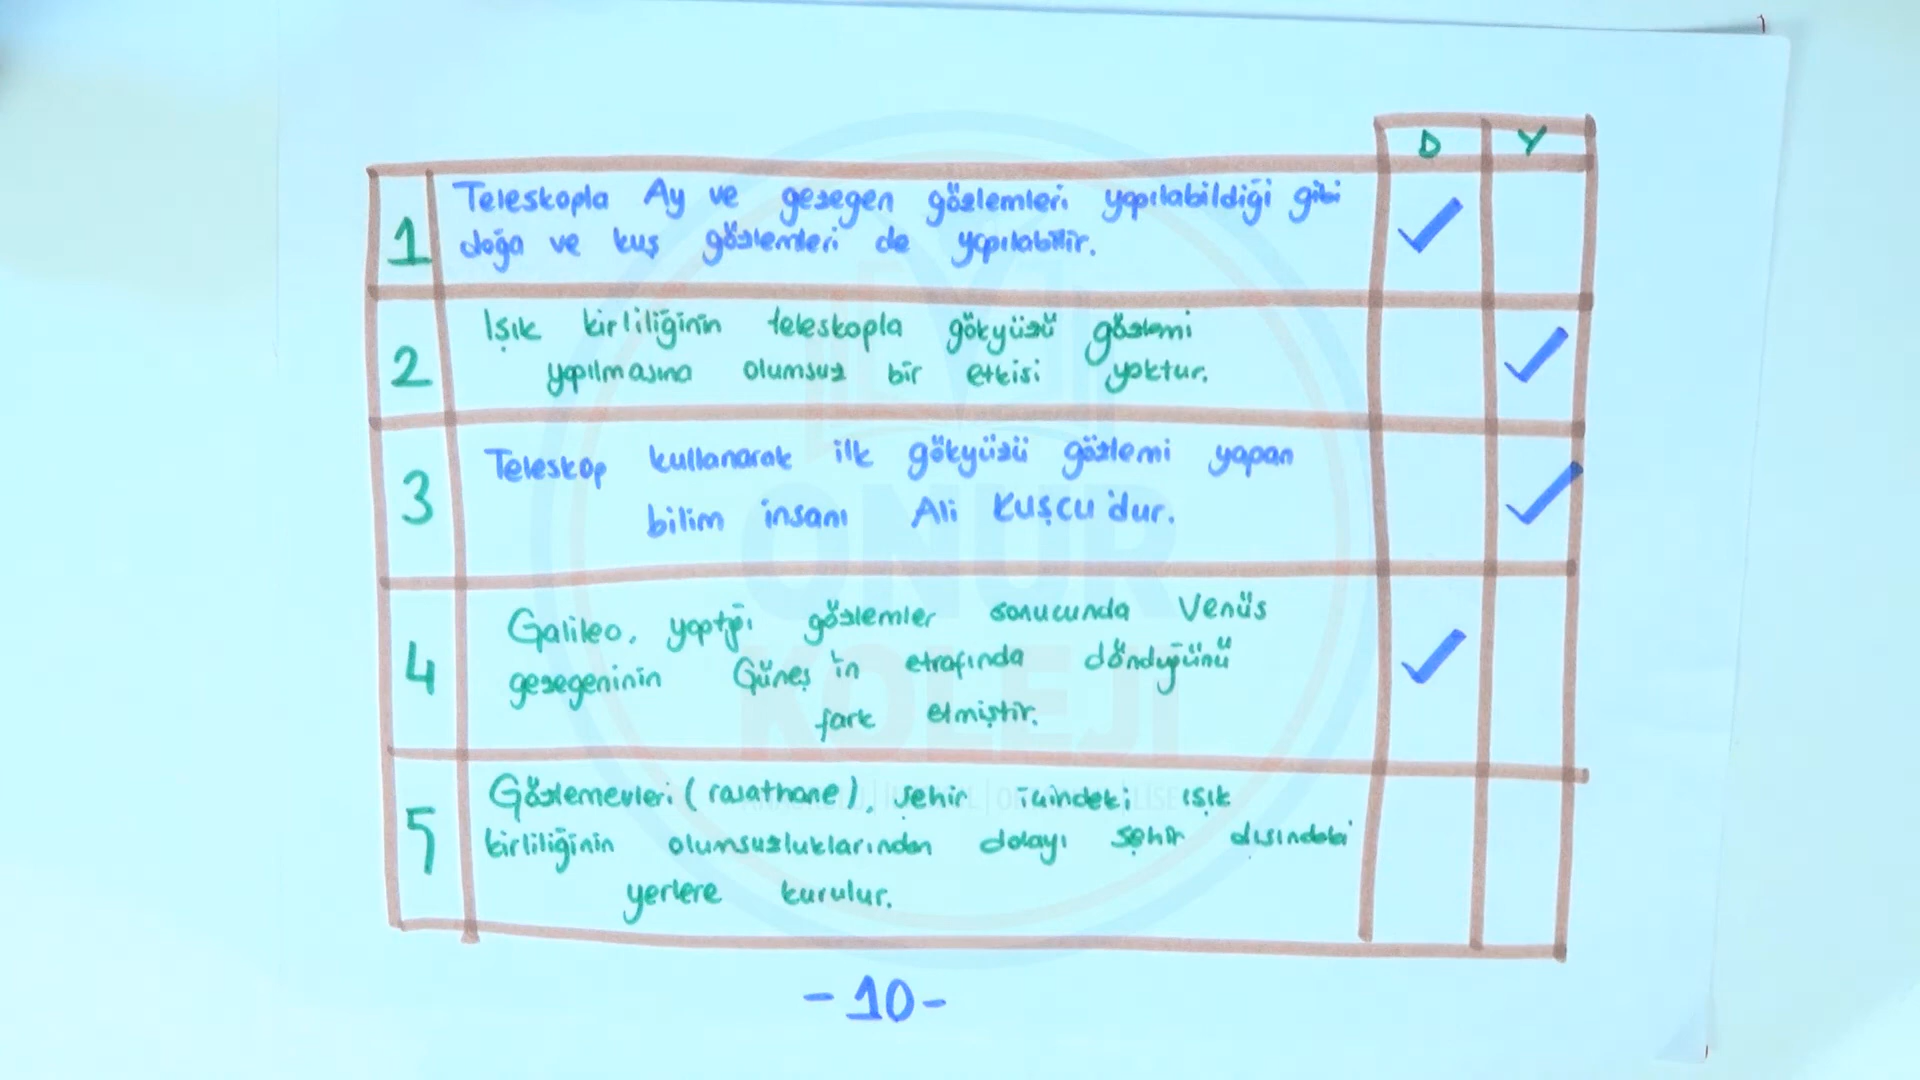 D Y
1 Teleskopla Ay ve gezegen gözlemleri yapılabildiği gibi
doğa ve kuş gözlemleri de yapılabilir.
2 Işık kirliliğinin teleskopla gökyüzü gözlemi
yapılmasına olumsuz bir etkisi yoktur.
3 Teleskop kullanarak ilk gökyüzü gözlemi yapan
bilim insanı Ali KUŞCU'dur.
4 Galileo, yaptığı gözlemler sonucunda Venüs
gezegeninin Güneş'in etrafında döndüğünü
fark etmiştir.
5 Gözlemevleri (rasathane), şehir içindeki ışık
kirliliğinin olumsuzluklarından dolayı şehir dışındaki
yerlere kurulur.
-10-
ONUR
KOLEJİ